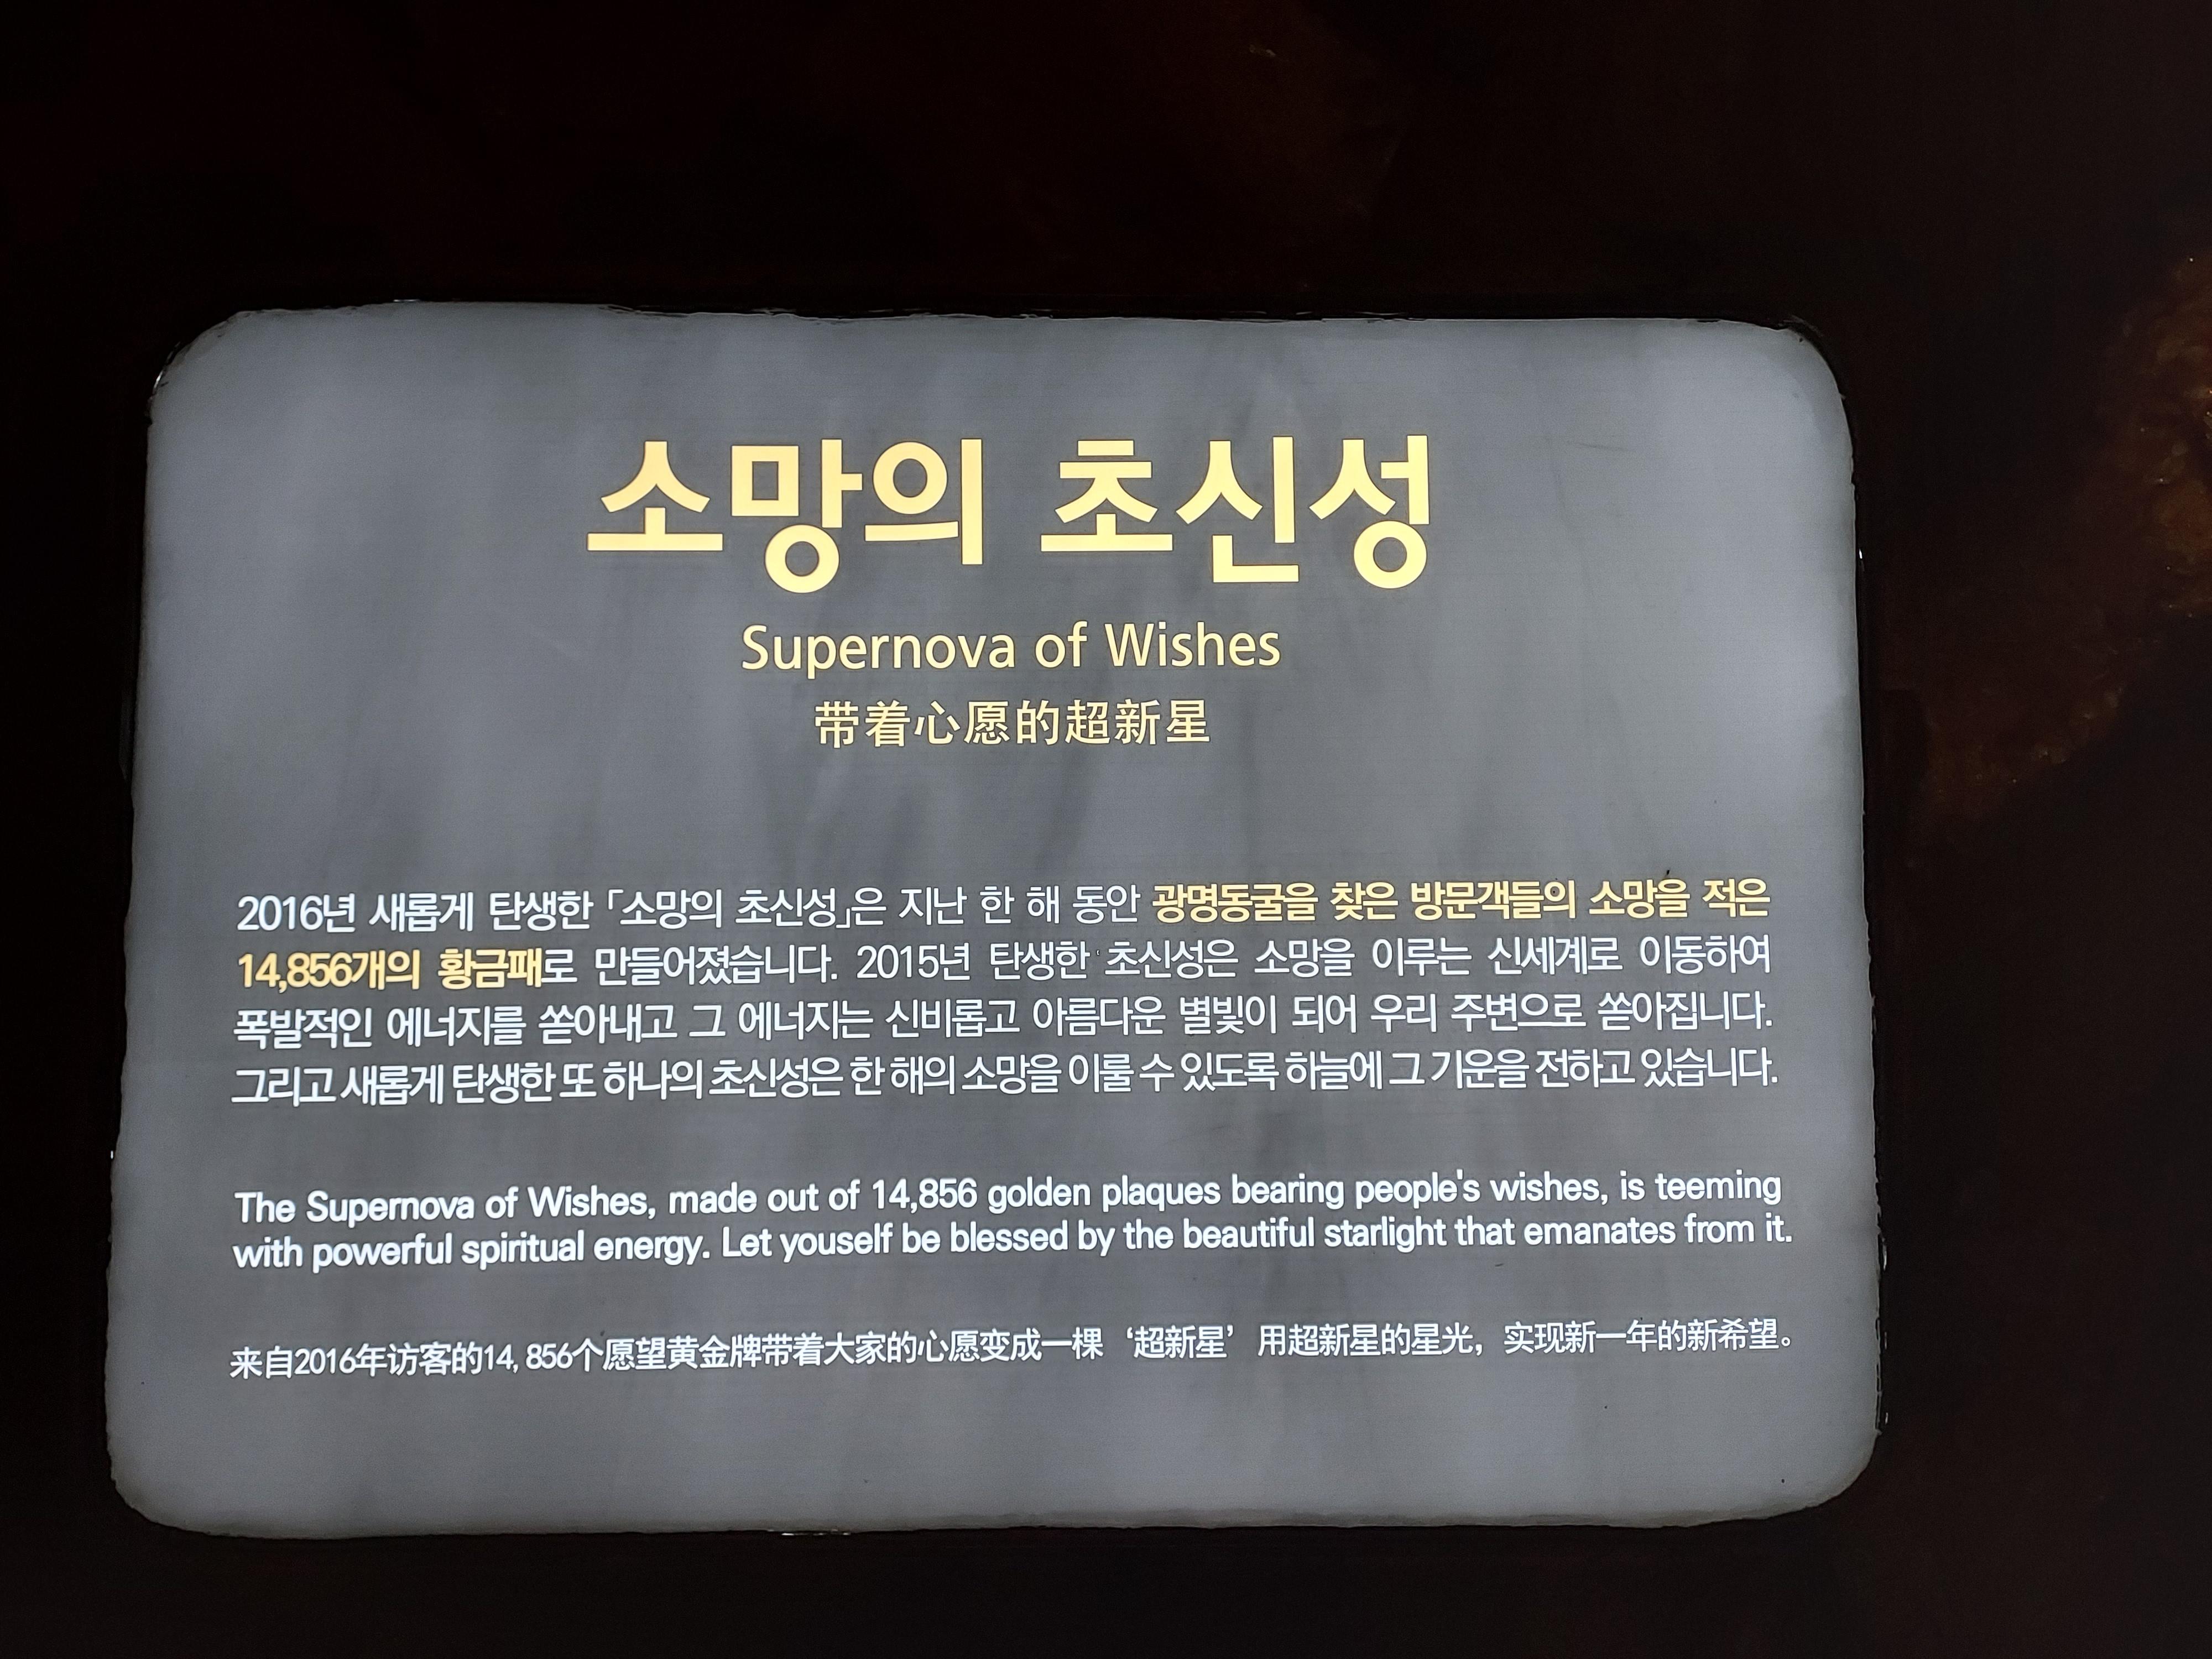 소망의 초신성
Supernova of Wishes
带着心愿的超新星
2016년 새롭게 탄생한 「소망의 초신성」은 지난 한 해 동안 광명동굴을 찾은 방문객들의 소망을 적은
14,856개의 황금패로 만들어졌습니다. 2015년 탄생한 초신성은 소망을 이루는 신세계로 이동하여
폭발적인 에너지를 쏟아내고 그 에너지는 신비롭고 아름다운 별빛이 되어 우리 주변으로 쏟아집니다.
그리고 새롭게 탄생한 또 하나의 초신성은 한 해의 소망을 이룰 수 있도록 하늘에 그 기운을 전하고 있습니다.
The Supernova of Wishes, made out of 14,856 golden plaques bearing people's wishes, is teeming
with powerful spiritual energy. Let youself be blessed by the beautiful starlight that emanates from it.
来自2016年访客的14, 856个愿望黄金牌带着大家的心愿变成一棵 ‘超新星’ 用超新星的星光，实现新一年的新希望。